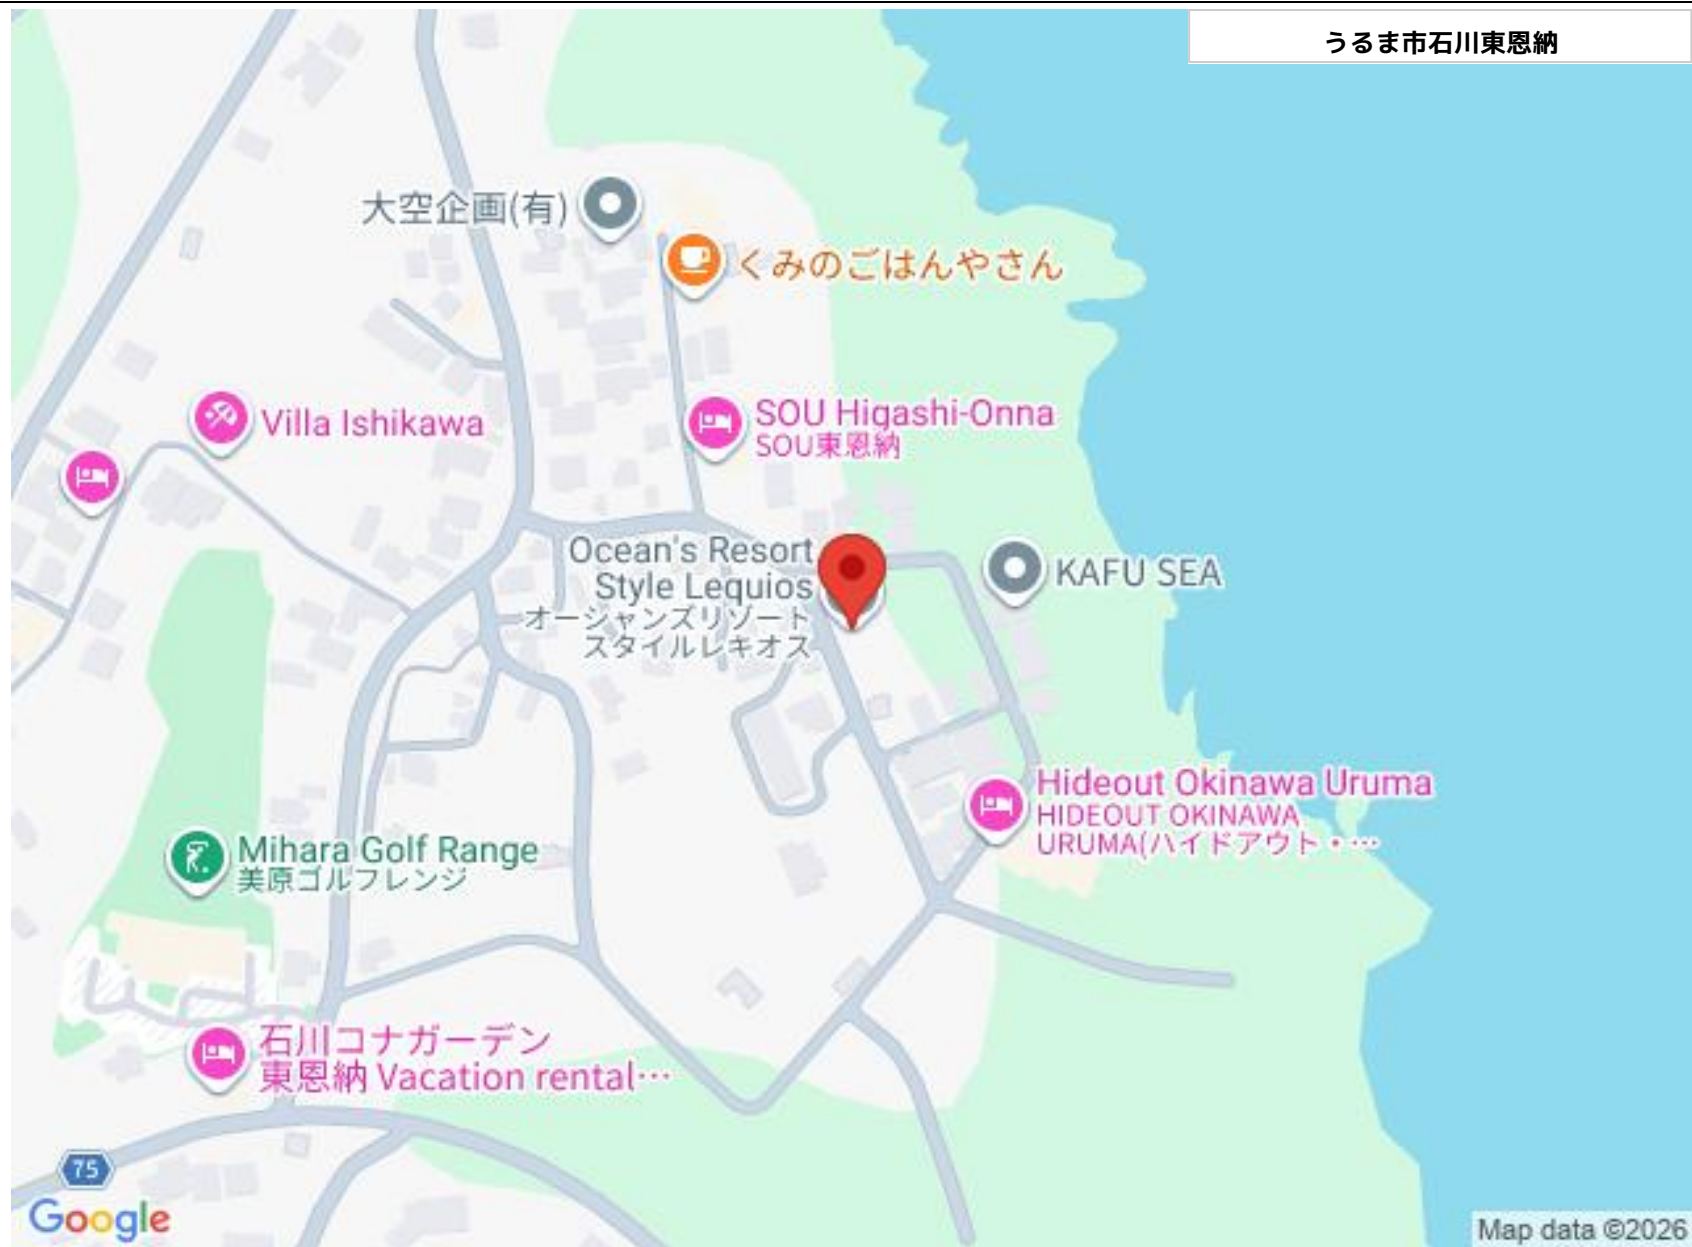 うるま市石川東恩納
大空企画(有)
くみのごはんやさん
Villa Ishikawa
SOU Higashi-Onna
SOU東恩納
Ocean's Resort
Style Lequios
オーシャンズリゾート
スタイルレキオス
KAFU SEA
Hideout Okinawa Uruma
HIDEOUT OKINAWA
URUMA(ハイドアウト・…
Mihara Golf Range
美原ゴルフレンジ
石川コナガーデン
東恩納 Vacation rental…
75
Google
Map data ©2026